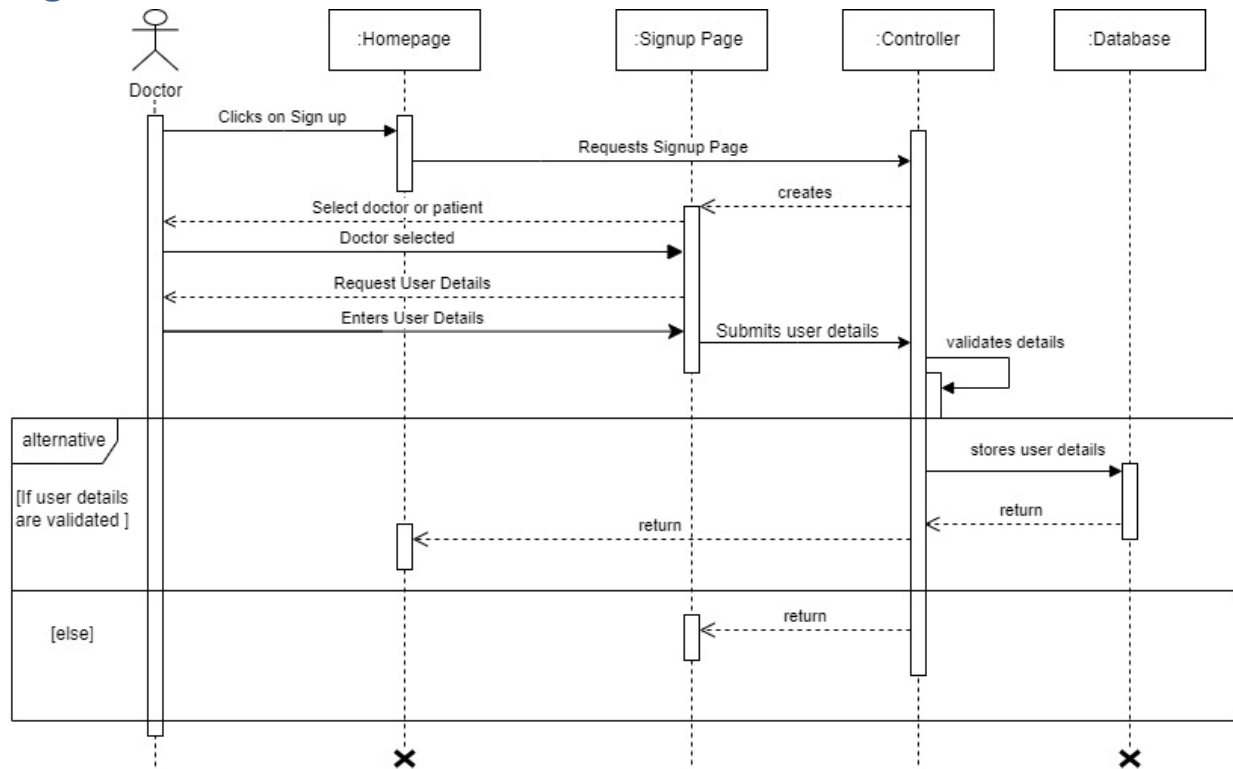 :Homepage
:Signup Page
:Controller
:Database
Doctor
Clicks on Sign up
Requests Signup Page
creates
Select doctor or patient
Doctor selected
Request User Details
Enters User Details
Submits user details
validates details
alternative
stores user details
[If user details
are validated ]
return
return
return
[else]